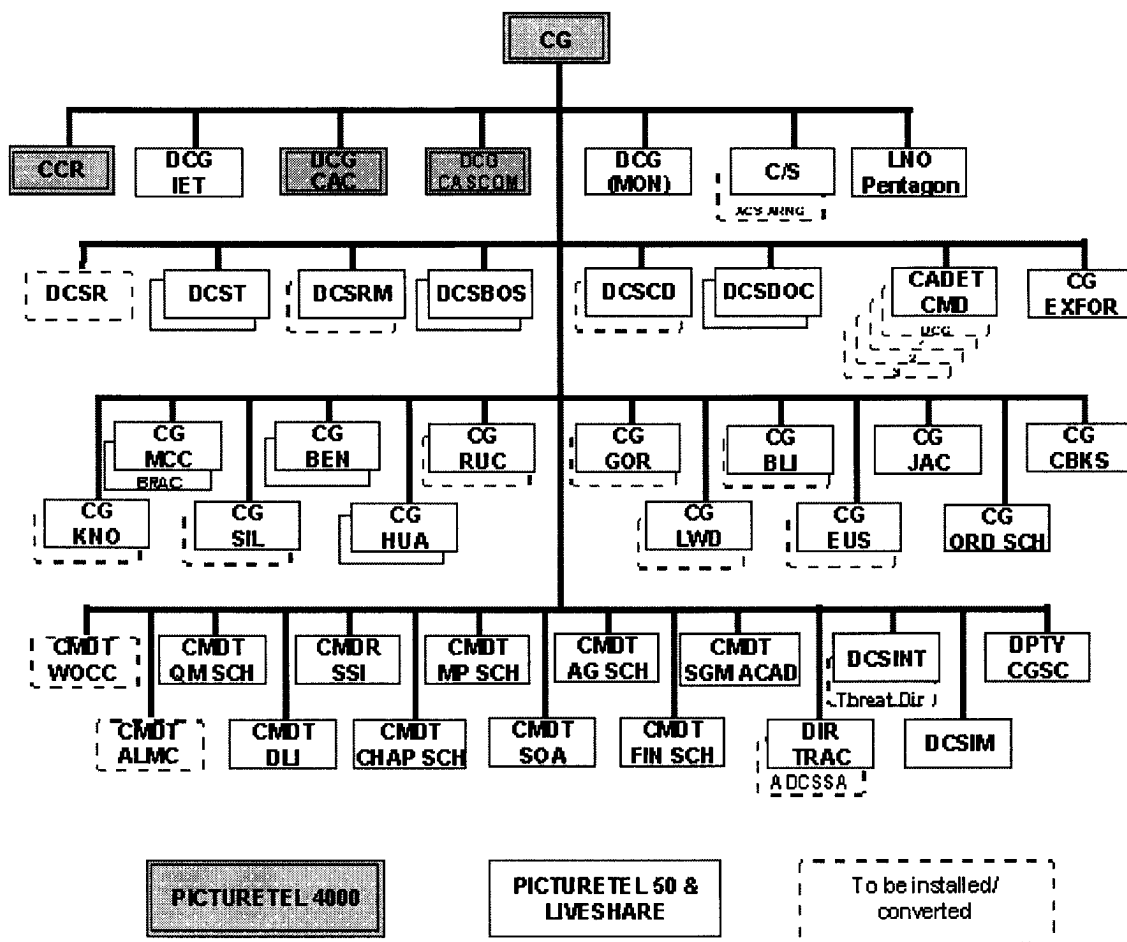 CG
CCR
DCG
IET
DCG
CAC
DCG
CASCOM
DCG
(MON)
C/S
ACS ARNG
LNO
Pentagon
DCSR
DCST
DCSRM
DCSBOS
DCSCD
DCSDOC
CADET
CMD
DCG
2
CG
EXFOR
CG
MCC
BRAC
CG
BEN
CG
RUC
CG
GOR
CG
BLI
CG
JAC
CG
CBKS
CG
KNO
CG
SIL
CG
HUA
CG
LWD
CG
EUS
CG
ORD SCH
CMDT
WOCC
CMDT
QM SCH
CMDR
SSI
CMDT
MP SCH
CMDT
AG SCH
CMDT
SGM ACAD
DCSINT
Threat Dir
DPTY
CGSC
CMDT
ALMC
CMDT
DLI
CMDT
CHAP SCH
CMDT
SOA
CMDT
FIN SCH
DIR
TRAC
ADCSSA
DCSIM
PICTURETEL 4000
PICTURETEL 50 &
LIVESHARE
To be installed/
converted